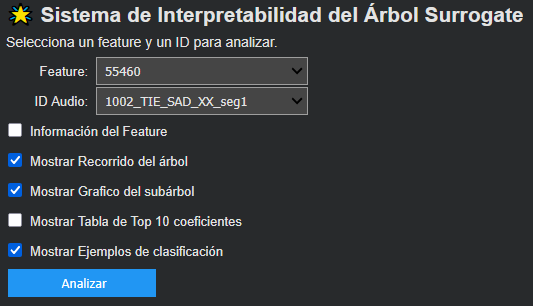 Sistema de Interpretabilidad del Árbol Surrogate
Selecciona un feature y un ID para analizar.
Feature: 55460
ID Audio: 1002_TIE_SAD_XX_seg1
Información del Feature
Mostrar Recorrido del árbol
Mostrar Grafico del subárbol
Mostrar Tabla de Top 10 coeficientes
Mostrar Ejemplos de clasificación
Analizar